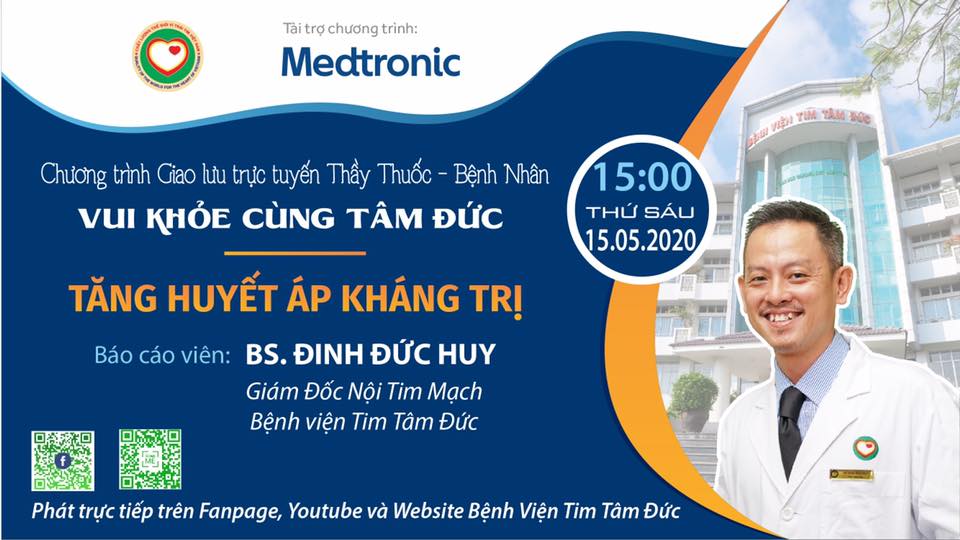 Tài trợ chương trình:
Medtronic
Chương trình Giao lưu trực tuyến Thầy Thuốc - Bệnh Nhân
VUI KHỎE CÙNG TÂM ĐỨC
TĂNG HUYẾT ÁP KHÁNG TRỊ
Báo cáo viên: BS. ĐINH ĐỨC HUY
Giám Đốc Nội Tim Mạch
Bệnh viện Tim Tâm Đức
15:00
THỨ SÁU
15.05.2020
BỆNH VIỆN TIM TÂM ĐỨC
Phát trực tiếp trên Fanpage, Youtube và Website Bệnh Viện Tim Tâm Đức